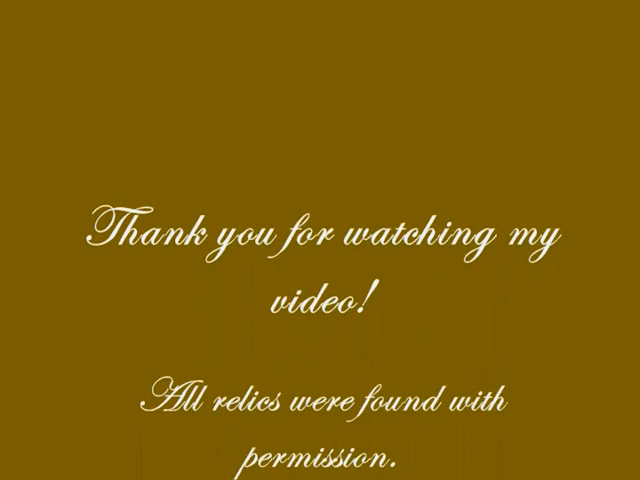 Thank you for watching my
video!
All relics were found with
permission.